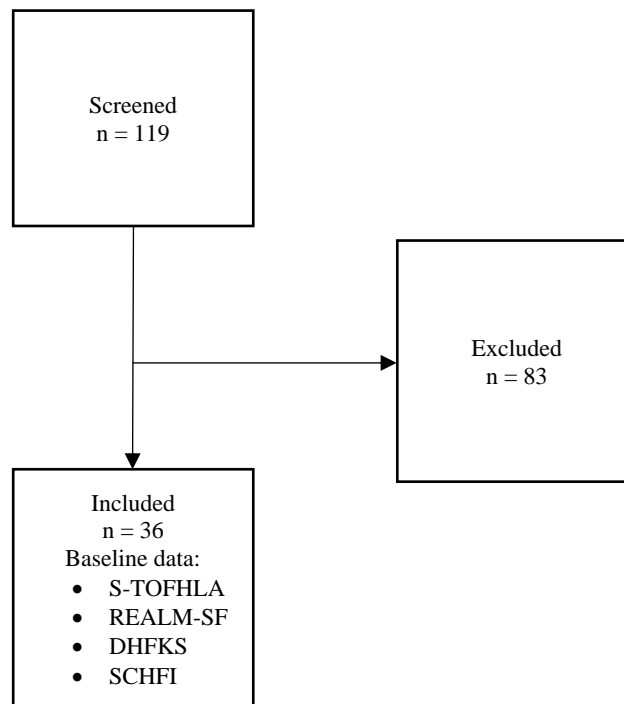 Screened
n = 119
Excluded
n = 83
Included
n = 36
Baseline data:
• S-TOFHLA
• REALM-SF
• DHFKS
• SCHFI